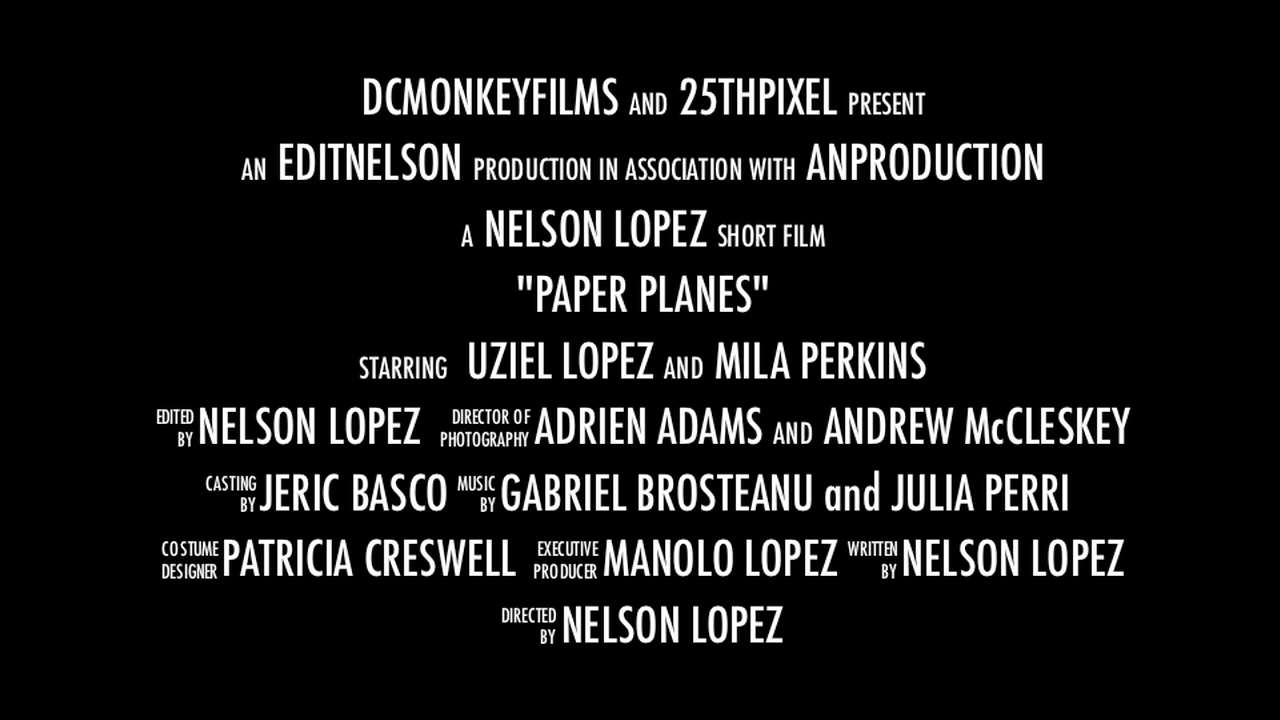 DCMONKEYFILMS AND 25THPIXEL PRESENT
AN EDITNELSON PRODUCTION IN ASSOCIATION WITH ANPRODUCTION
A NELSON LOPEZ SHORT FILM
"PAPER PLANES"
STARRING UZIEL LOPEZ AND MILA PERKINS
EDITED BY NELSON LOPEZ DIRECTOR OF PHOTOGRAPHY ADRIEN ADAMS AND ANDREW McCLESKEY
CASTING BY JERIC BASCO MUSIC BY GABRIEL BROSTEANU and JULIA PERRI
COSTUME DESIGNER PATRICIA CRESWELL EXECUTIVE PRODUCER MANOLO LOPEZ WRITTEN BY NELSON LOPEZ
DIRECTED BY NELSON LOPEZ